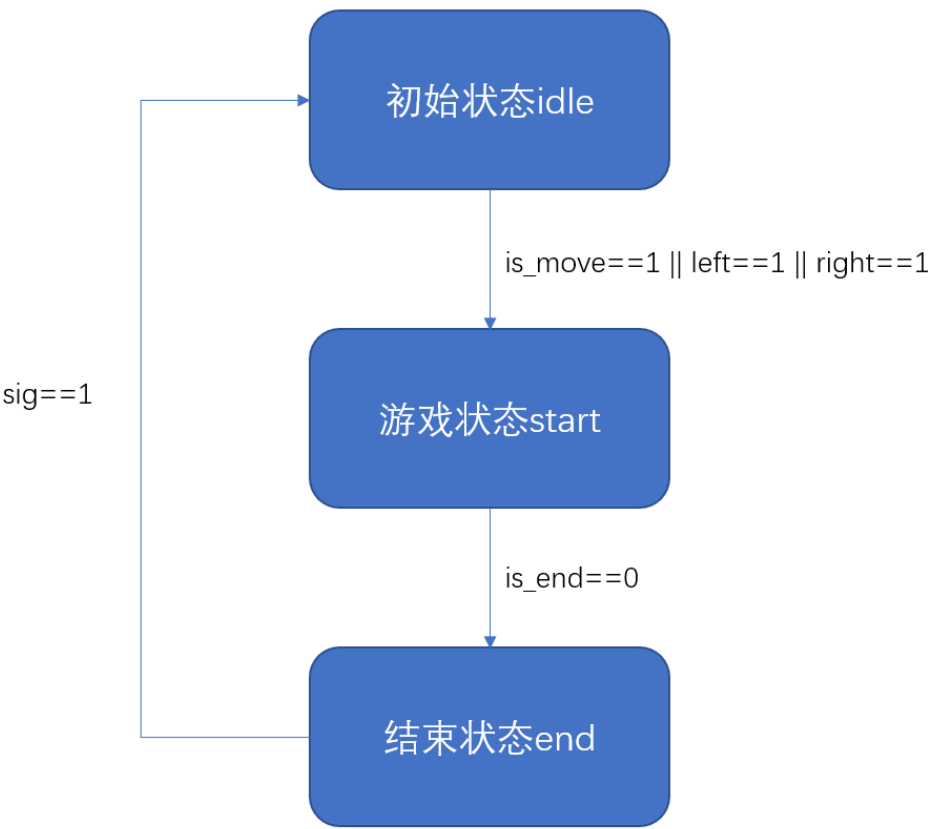 初始状态idle
is_move==1 || left==1 || right==1
sig==1
游戏状态start
is_end==0
结束状态end